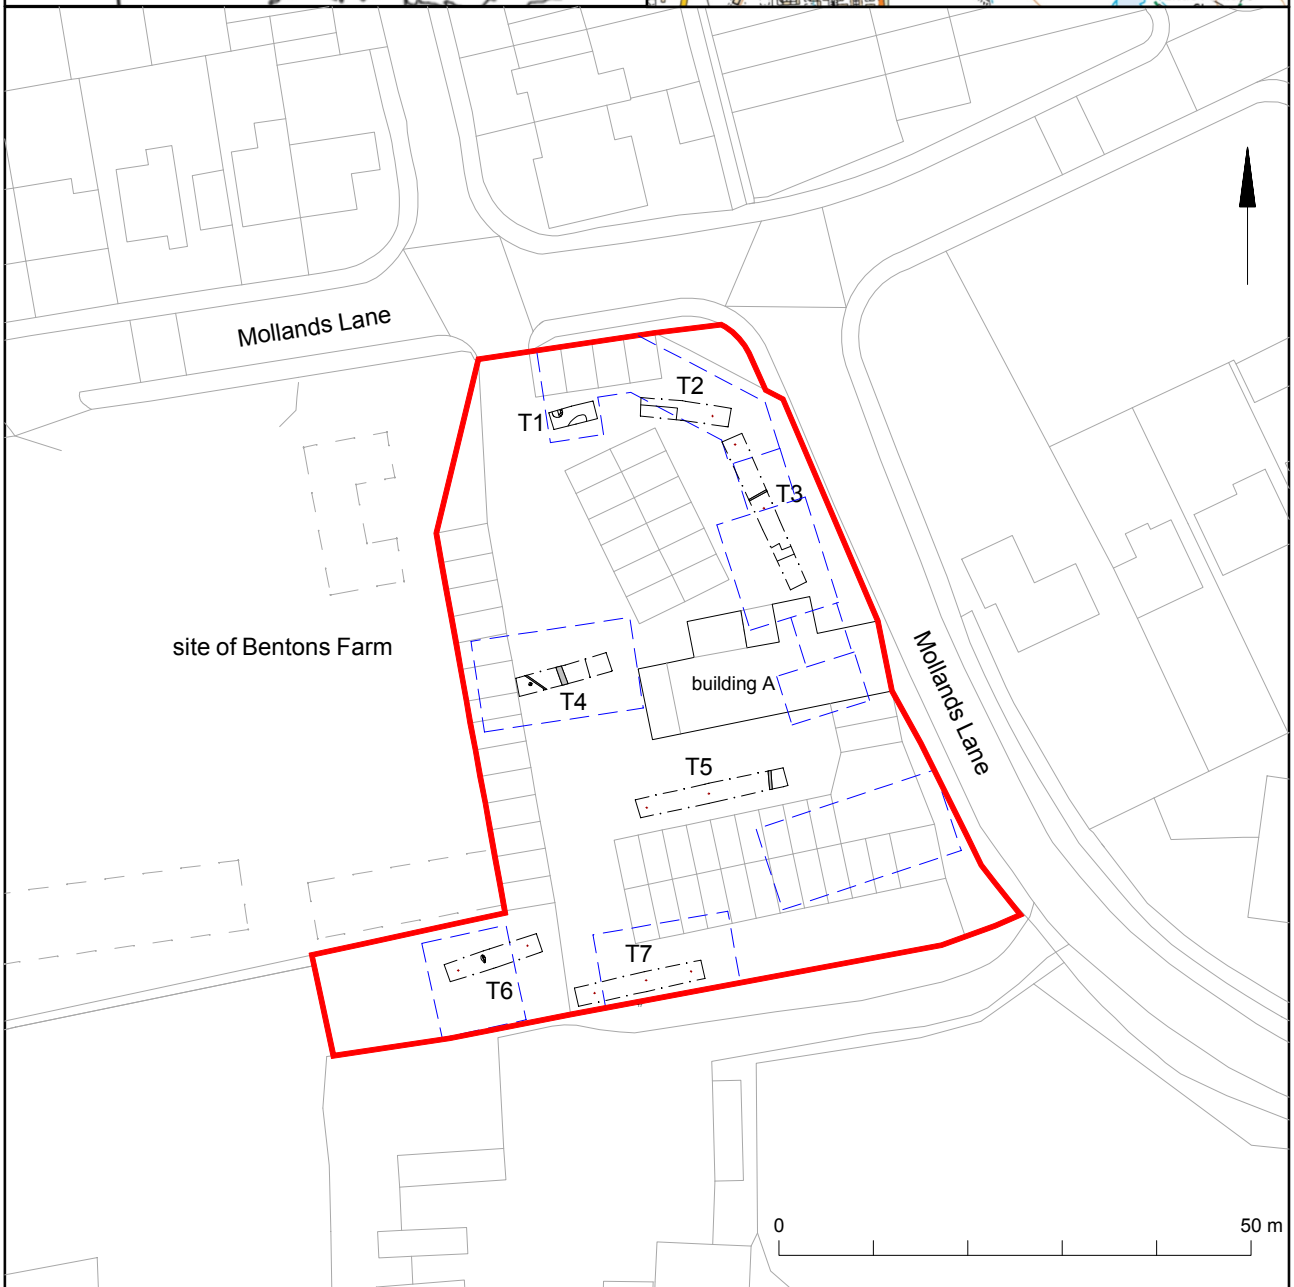 Mollands Lane
T2
T1
T3
site of Bentons Farm
Mollands Lane
building A
T4
T5
T7
T6
0 50 m